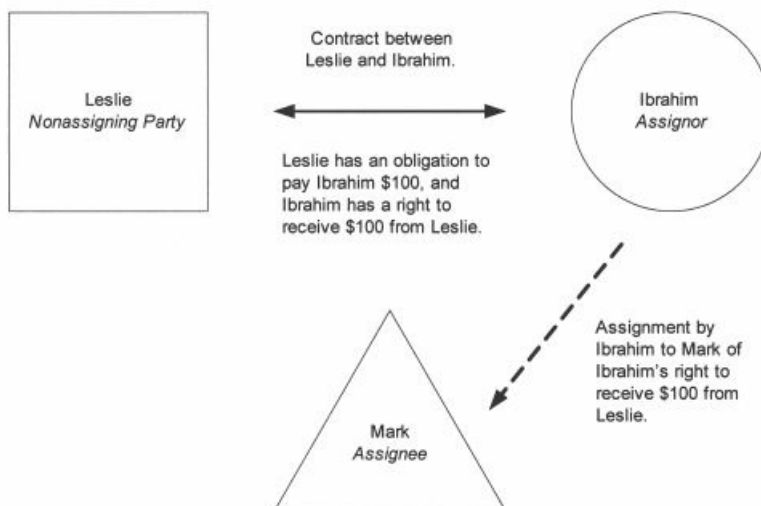 Contract between
Leslie and Ibrahim.
Leslie
Nonassigning Party
Ibrahim
Assignor
Leslie has an obligation to
pay Ibrahim $100, and
Ibrahim has a right to
receive $100 from Leslie.
Assignment by
Ibrahim to Mark of
Ibrahim's right to
receive $100 from
Leslie.
Mark
Assignee